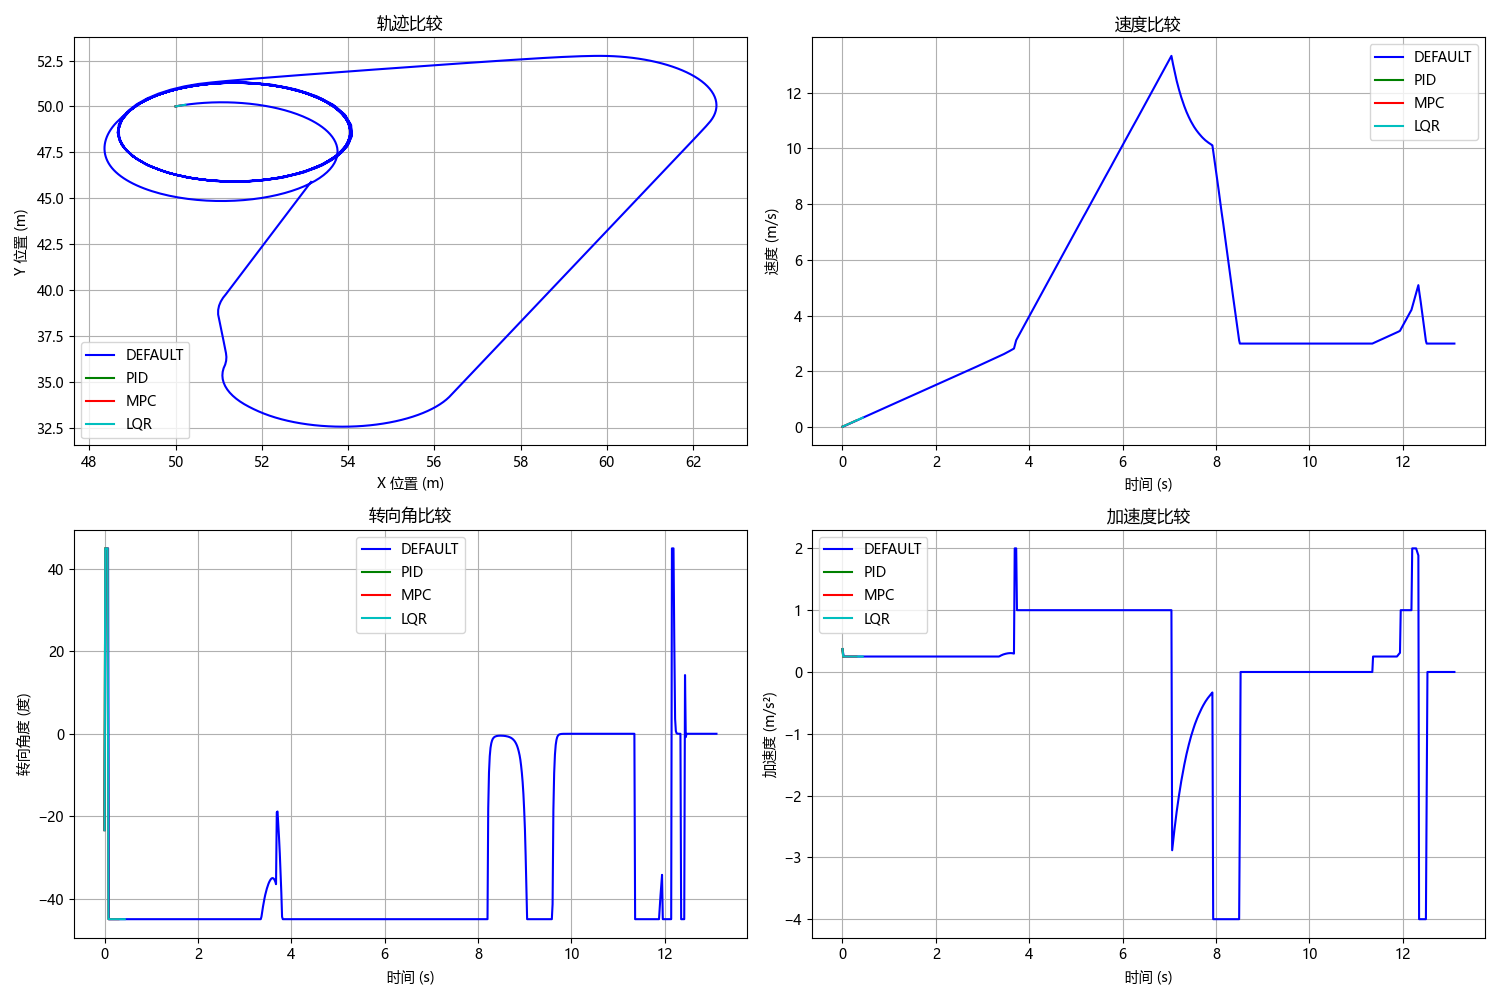 轨迹比较
52.5
50.0
47.5
45.0
42.5
40.0
37.5
35.0
32.5
Y 位置 (m)
DEFAULT
PID
MPC
LQR
48 50 52 54 56 58 60 62
X 位置 (m)
速度比较
12
10
8
6
4
2
0
速度 (m/s)
DEFAULT
PID
MPC
LQR
0 2 4 6 8 10 12
时间 (s)
转向角比较
40
20
0
−20
−40
转向角度 (度)
DEFAULT
PID
MPC
LQR
0 2 4 6 8 10 12
时间 (s)
加速度比较
2
1
0
−1
−2
−3
−4
加速度 (m/s²)
DEFAULT
PID
MPC
LQR
0 2 4 6 8 10 12
时间 (s)